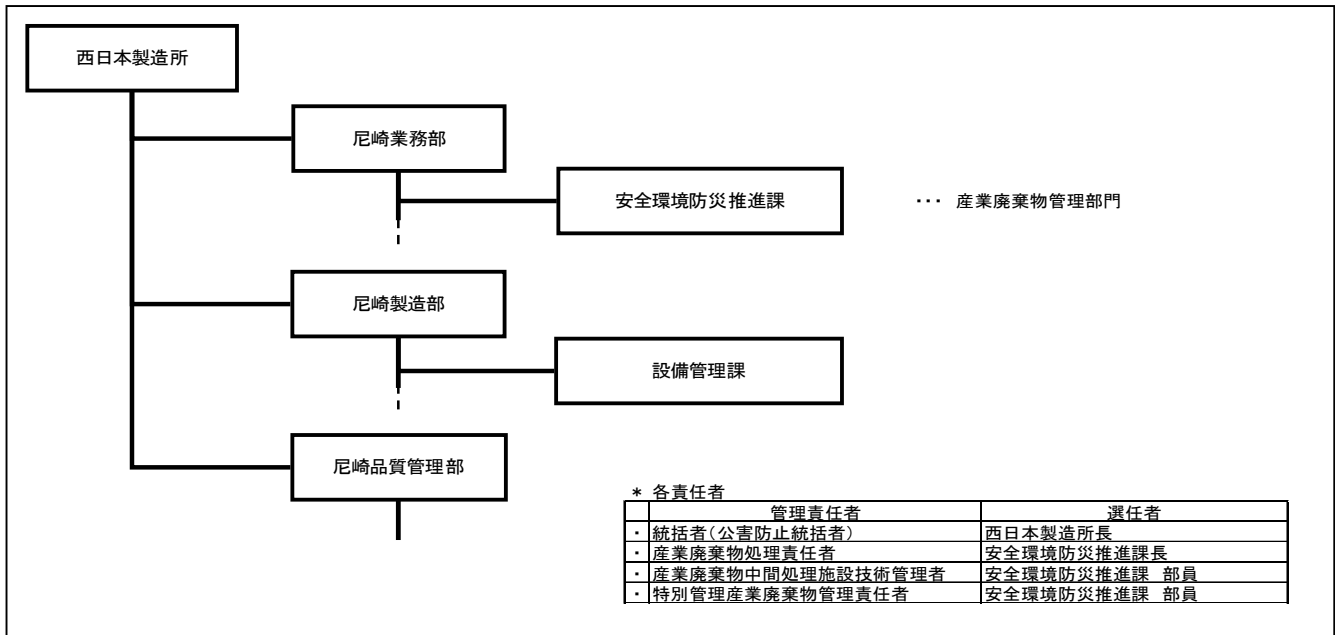 西日本製造所
尼崎業務部
安全環境防災推進課
･･･ 産業廃棄物管理部門
尼崎製造部
設備管理課
尼崎品質管理部
* 各責任者
管理責任者 選任者
・ 統括者(公害防止統括者) 西日本製造所長
・ 産業廃棄物処理責任者 安全環境防災推進課長
・ 産業廃棄物中間処理施設技術管理者 安全環境防災推進課 部員
・ 特別管理産業廃棄物管理責任者 安全環境防災推進課 部員